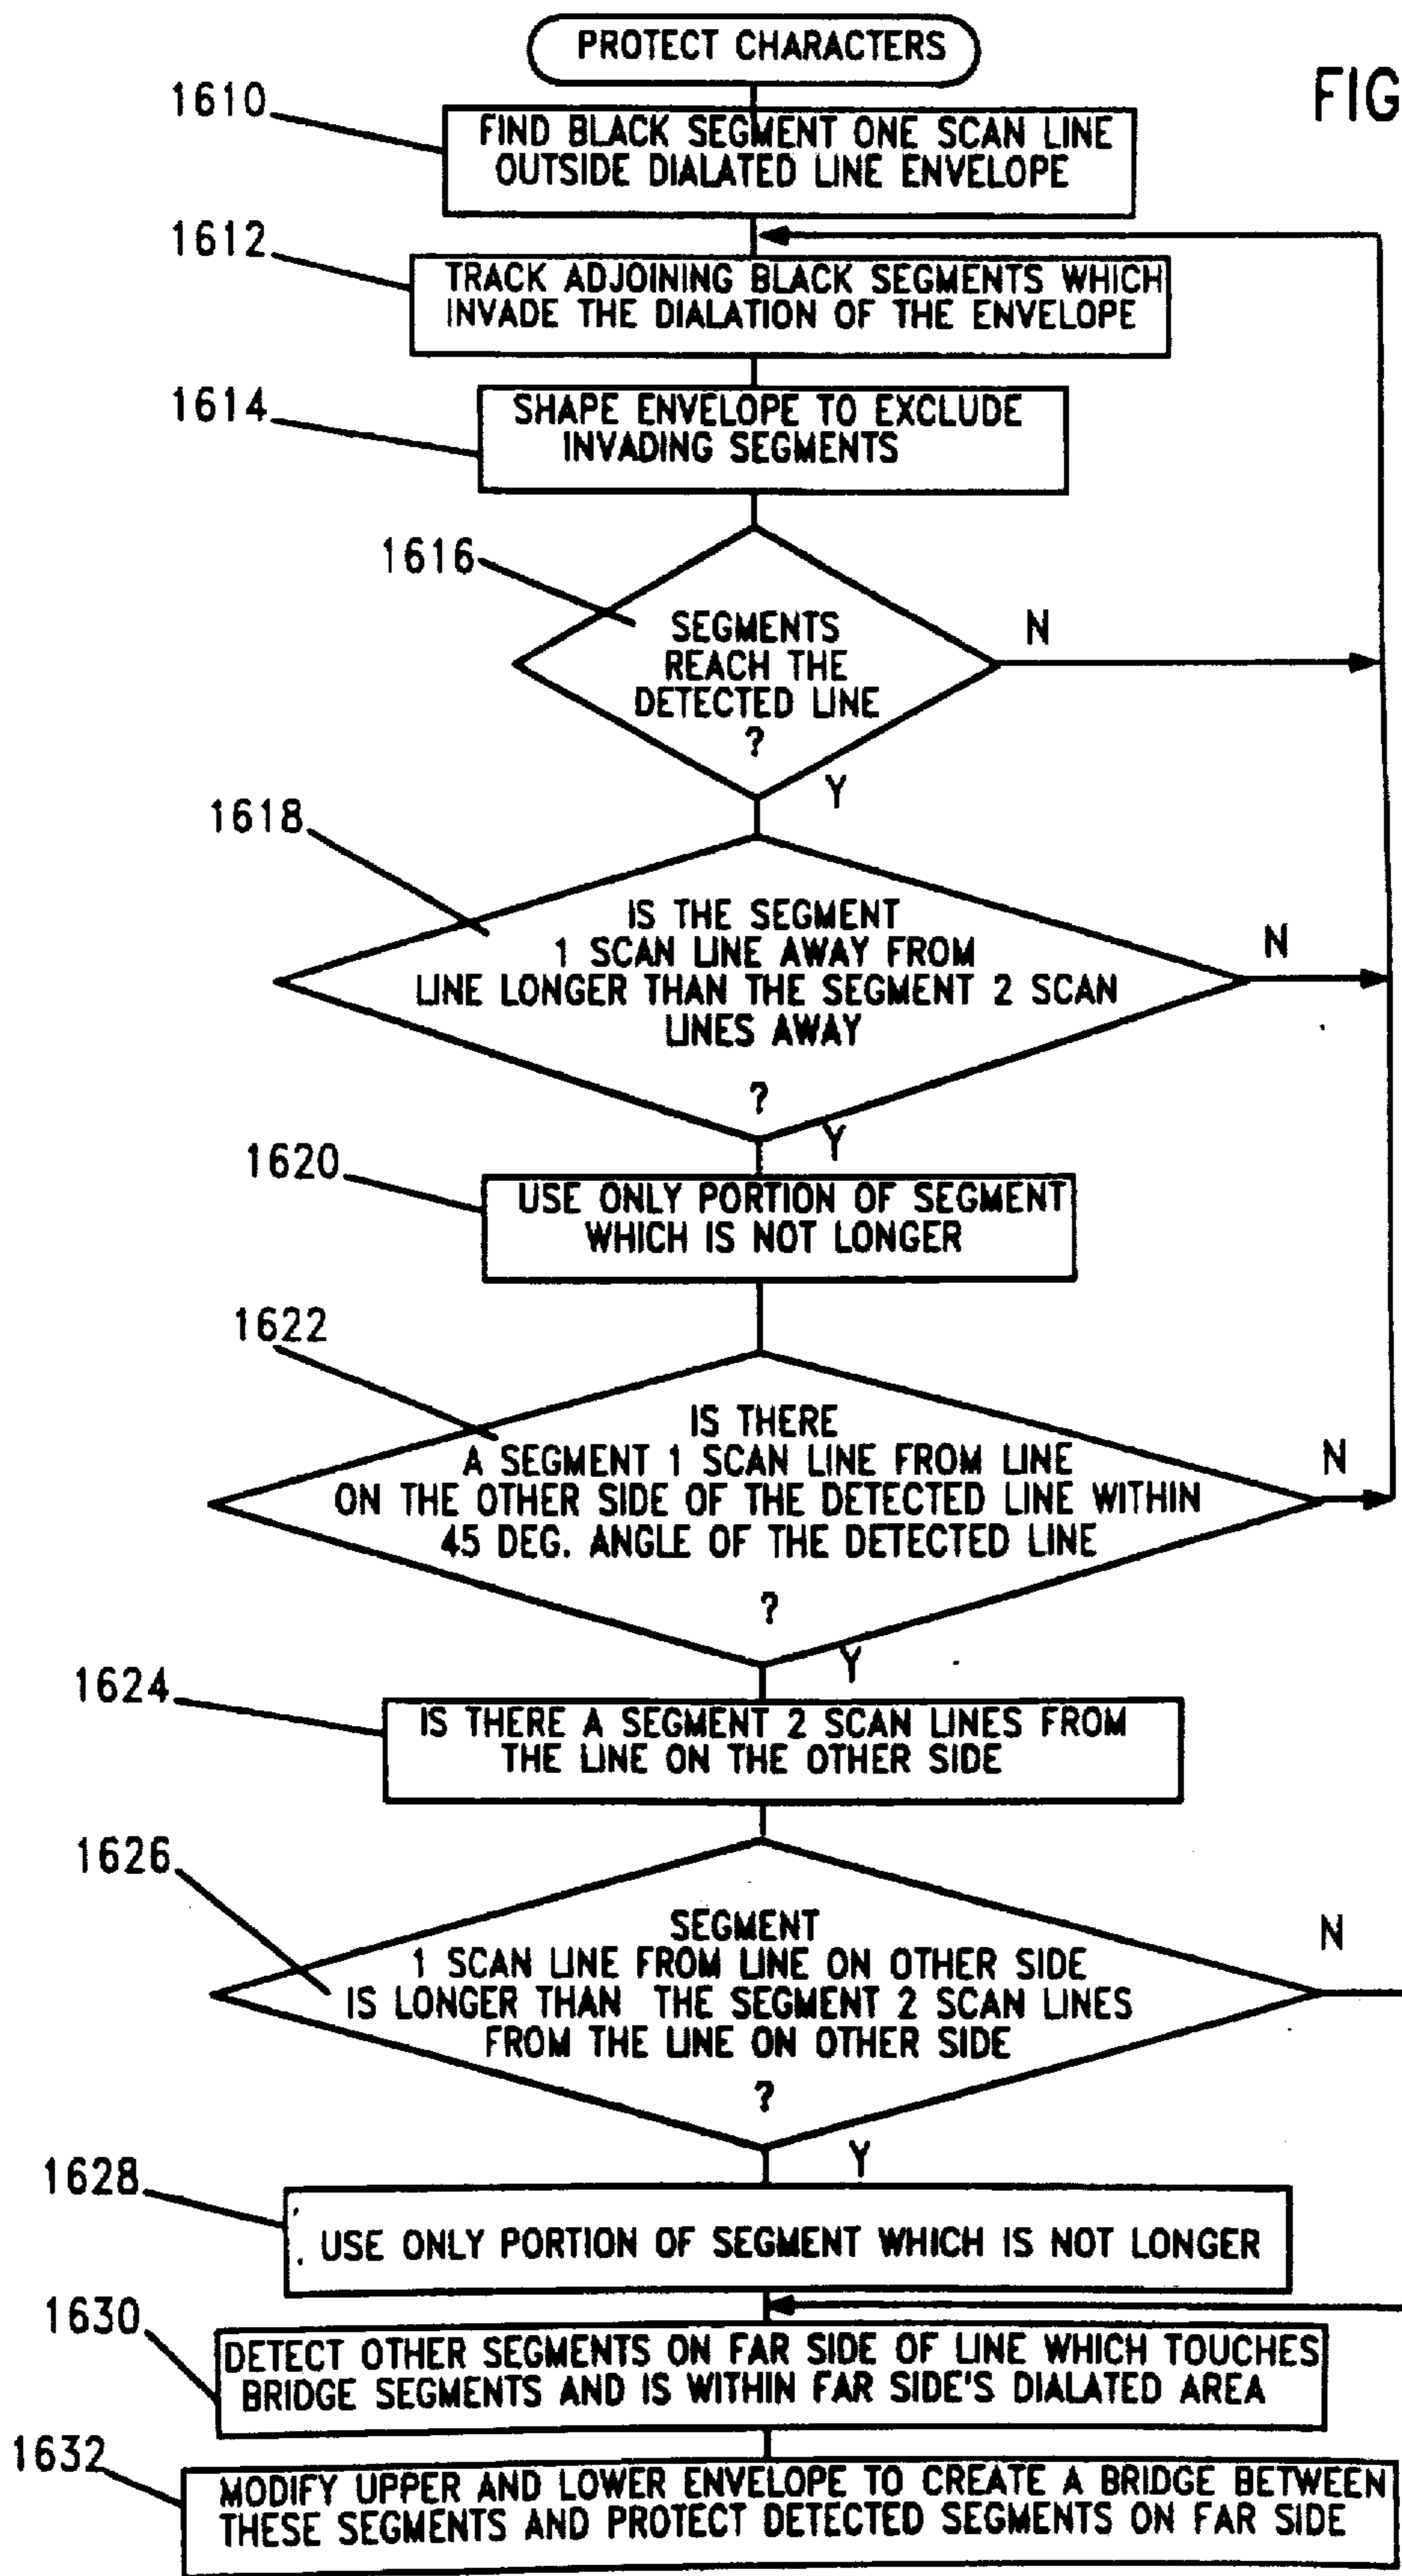 PROTECT CHARACTERS
FIG
1610
FIND BLACK SEGMENT ONE SCAN LINE
OUTSIDE DIALATED LINE ENVELOPE
1612
TRACK ADJOINING BLACK SEGMENTS WHICH
INVADE THE DIALATION OF THE ENVELOPE
1614
SHAPE ENVELOPE TO EXCLUDE
INVADING SEGMENTS
1616
SEGMENTS
REACH THE
DETECTED LINE
?
N
Y
1618
IS THE SEGMENT
1 SCAN LINE AWAY FROM
LINE LONGER THAN THE SEGMENT 2 SCAN
LINES AWAY
?
N
Y
1620
USE ONLY PORTION OF SEGMENT
WHICH IS NOT LONGER
1622
IS THERE
A SEGMENT 1 SCAN LINE FROM LINE
ON THE OTHER SIDE OF THE DETECTED LINE WITHIN
45 DEG. ANGLE OF THE DETECTED LINE
?
N
Y
1624
IS THERE A SEGMENT 2 SCAN LINES FROM
THE LINE ON THE OTHER SIDE
1626
SEGMENT
1 SCAN LINE FROM LINE ON OTHER SIDE
IS LONGER THAN THE SEGMENT 2 SCAN LINES
FROM THE LINE ON OTHER SIDE
?
N
Y
1628
USE ONLY PORTION OF SEGMENT WHICH IS NOT LONGER
1630
DETECT OTHER SEGMENTS ON FAR SIDE OF LINE WHICH TOUCHES
BRIDGE SEGMENTS AND IS WITHIN FAR SIDE'S DIALATED AREA
1632
MODIFY UPPER AND LOWER ENVELOPE TO CREATE A BRIDGE BETWEEN
THESE SEGMENTS AND PROTECT DETECTED SEGMENTS ON FAR SIDE